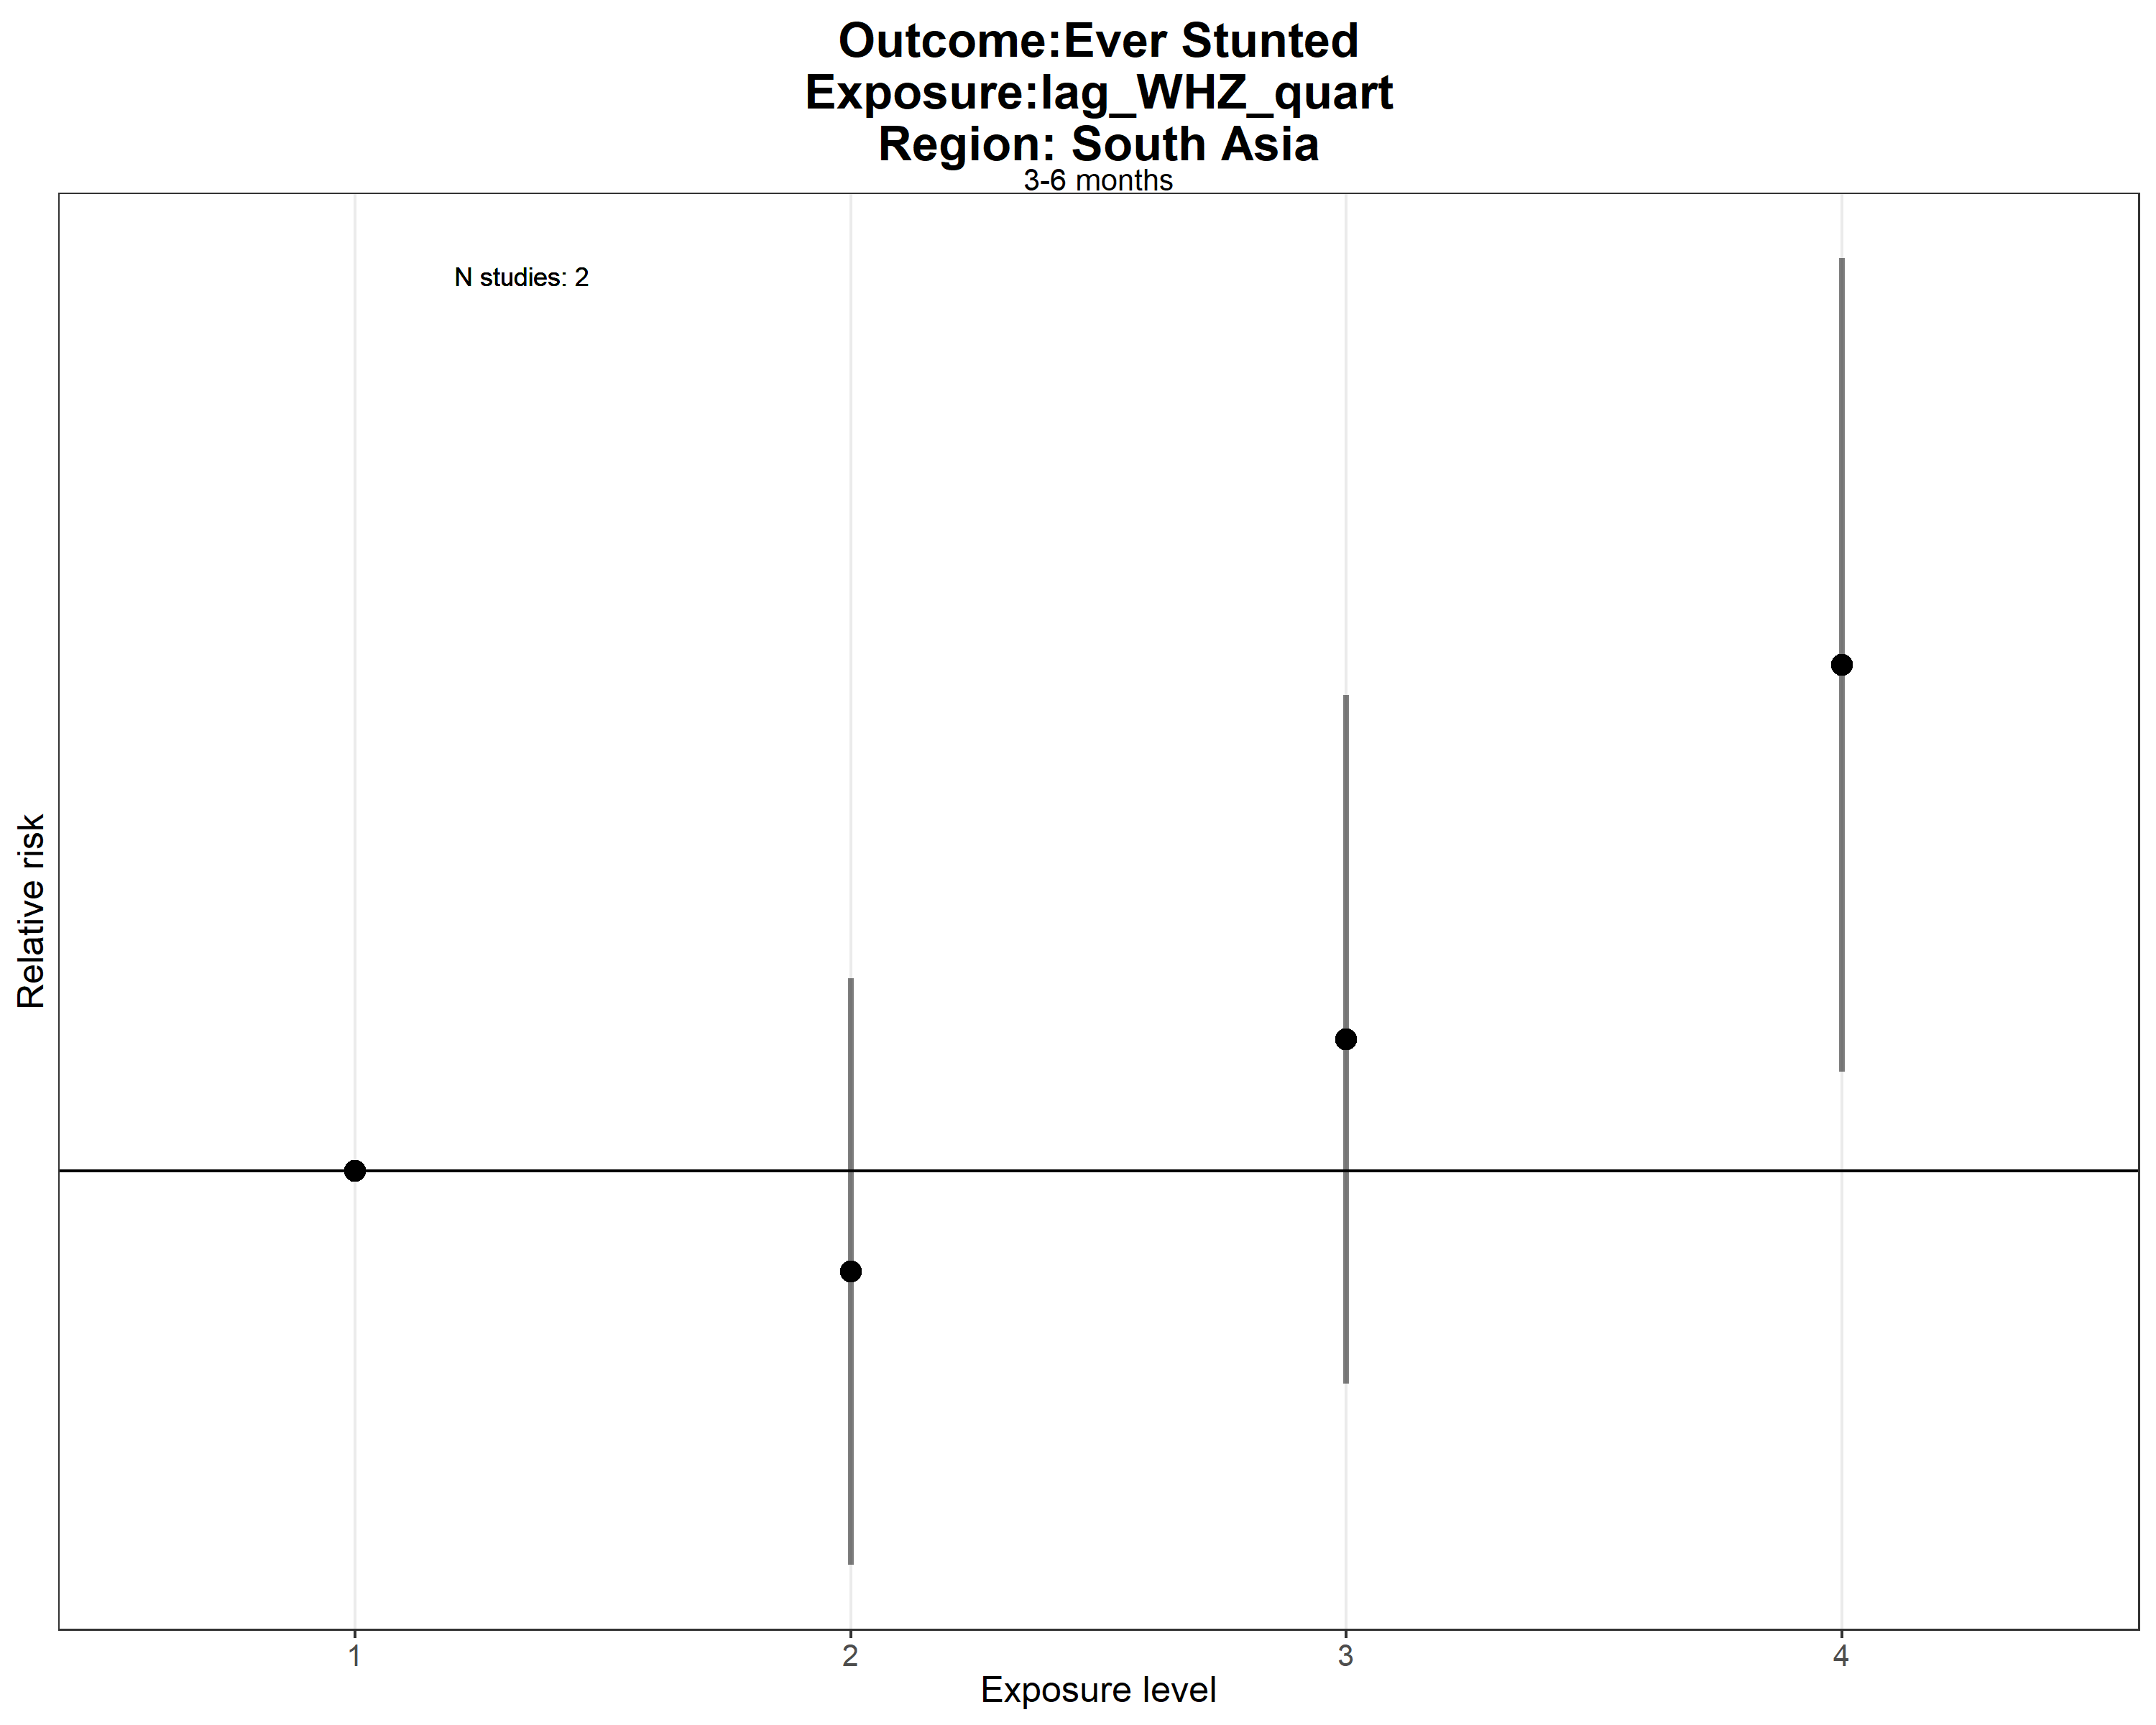 Outcome:Ever Stunted
Exposure:lag_WHZ_quart
Region: South Asia
3-6 months
N studies: 2
Relative risk
1 2 3 4
Exposure level